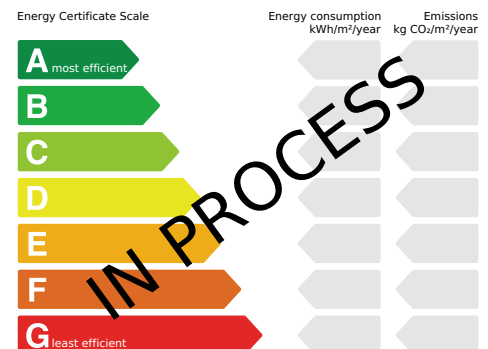 Energy Certificate Scale
Energy consumption
kWh/m²/year
Emissions
kg CO₂/m²/year
A most efficient
B
C
D
E
F
G least efficient
IN PROCESS